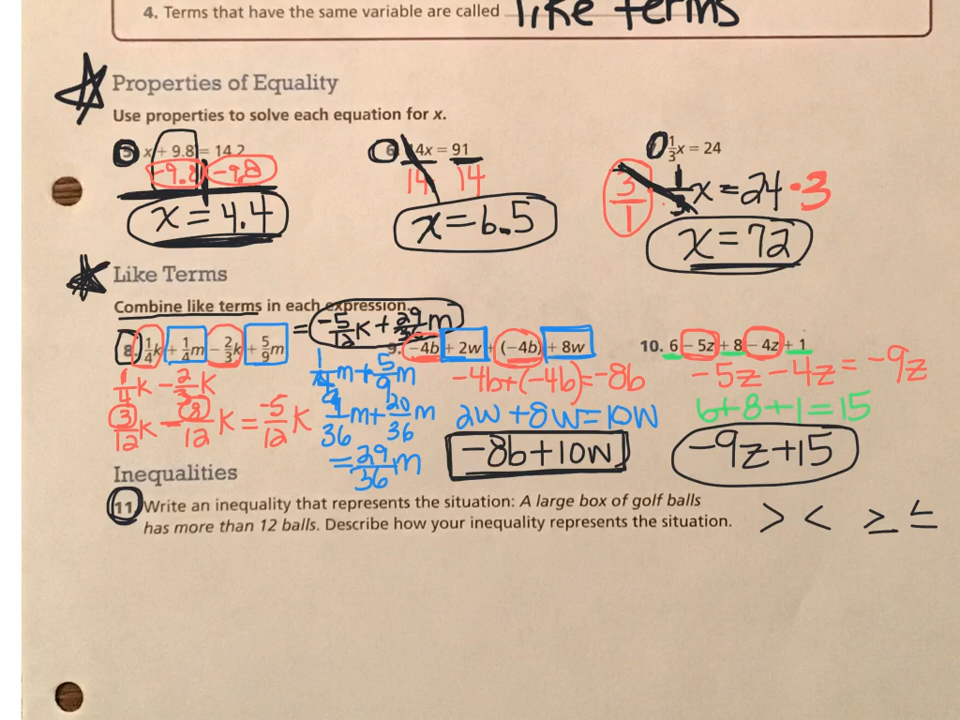 4. Terms that have the same variable are called like terms
Properties of Equality
Use properties to solve each equation for x.
5. x + 9.8 = 14.2
-9.8 -9.8
x = 4.4
6. 14x = 91
14 14
x = 6.5
7. 1/3x = 24
3/1 1/3x = 24 • 3
x = 72
Like Terms
Combine like terms in each expression.
= -5/12k + 29/36m
8. 1/4k + 1/4m - 2/3k + 5/9m
1/4k - 2/3k
3/12k - 8/12k = -5/12k
1/4m + 5/9m
9/36m + 20/36m
= 29/36m
9. -4b + 2w + (-4b) + 8w
-4b+(-4b)=-8b
2w +8w=10w
-8b+10w
10. 6 - 5z + 8 - 4z + 1
-5z -4z = -9z
6+8+1=15
-9z+15
Inequalities
11. Write an inequality that represents the situation: A large box of golf balls
has more than 12 balls. Describe how your inequality represents the situation.
> < ≥ ≤